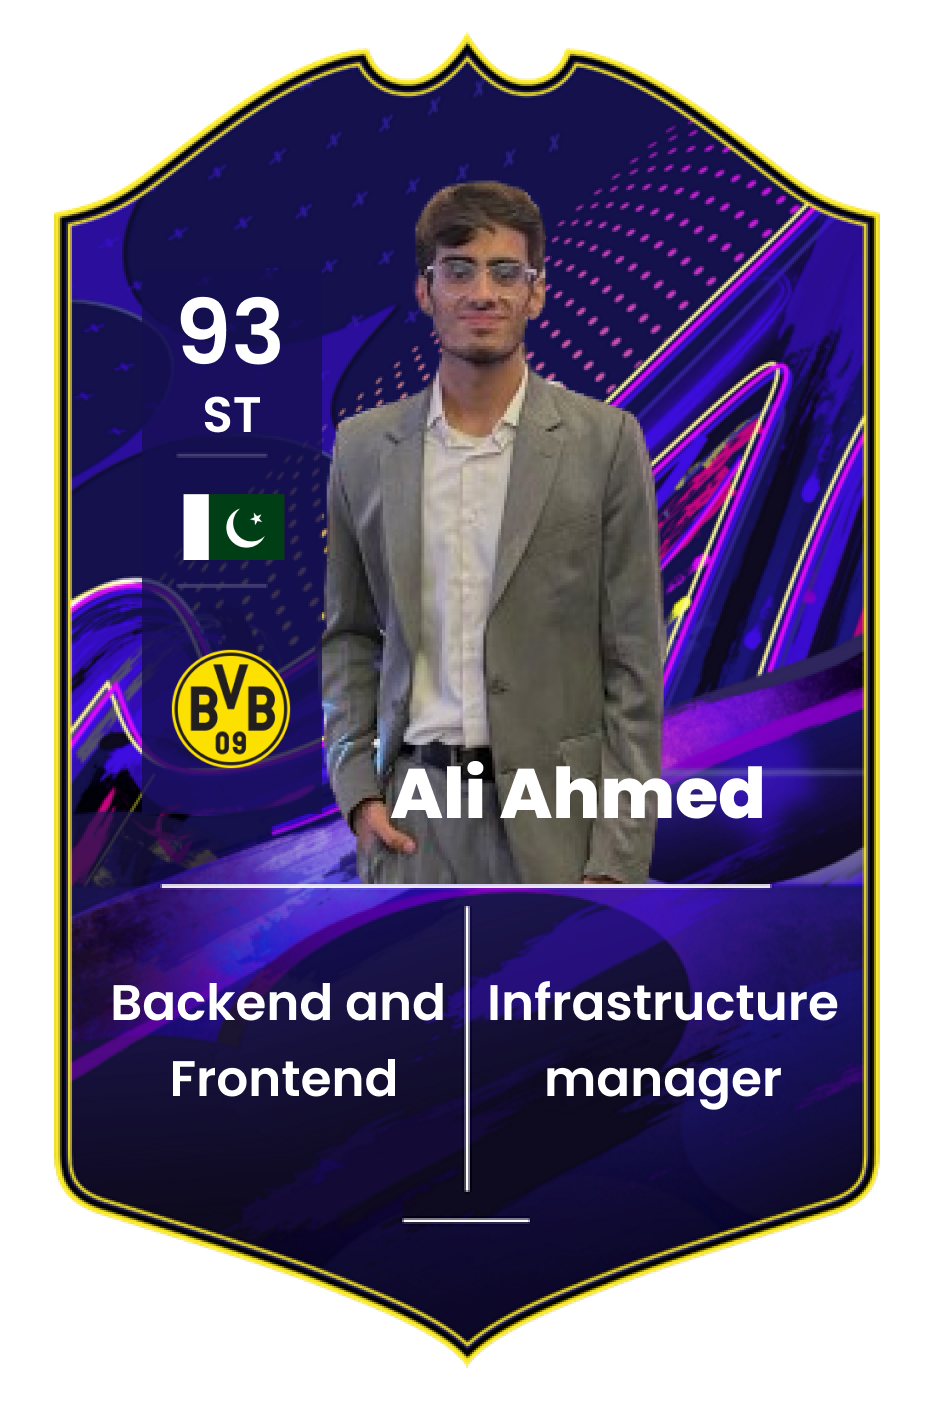 93
ST
BVB
09
Ali Ahmed
Backend and
Frontend
Infrastructure
manager